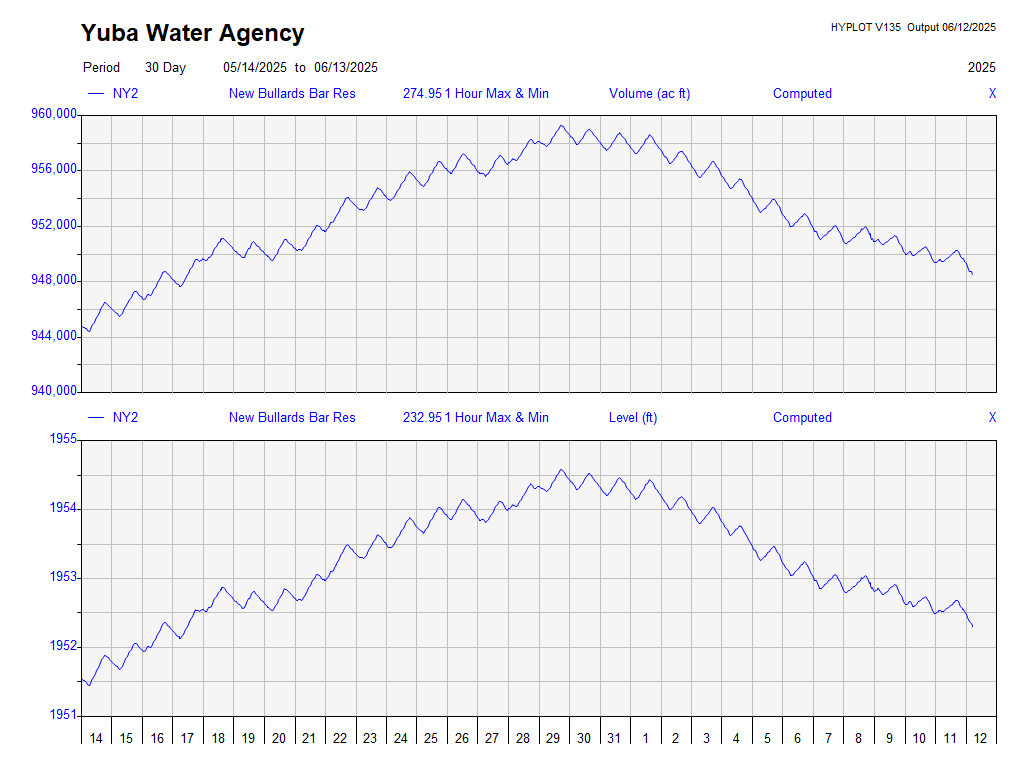 Yuba Water Agency
HYPLOT V135 Output 06/12/2025
Period 30 Day 05/14/2025 to 06/13/2025 2025
NY2 New Bullards Bar Res 274.95 1 Hour Max & Min Volume (ac ft) Computed X
960,000
956,000
952,000
948,000
944,000
940,000
NY2 New Bullards Bar Res 232.95 1 Hour Max & Min Level (ft) Computed X
1955
1954
1953
1952
1951
14 15 16 17 18 19 20 21 22 23 24 25 26 27 28 29 30 31 1 2 3 4 5 6 7 8 9 10 11 12